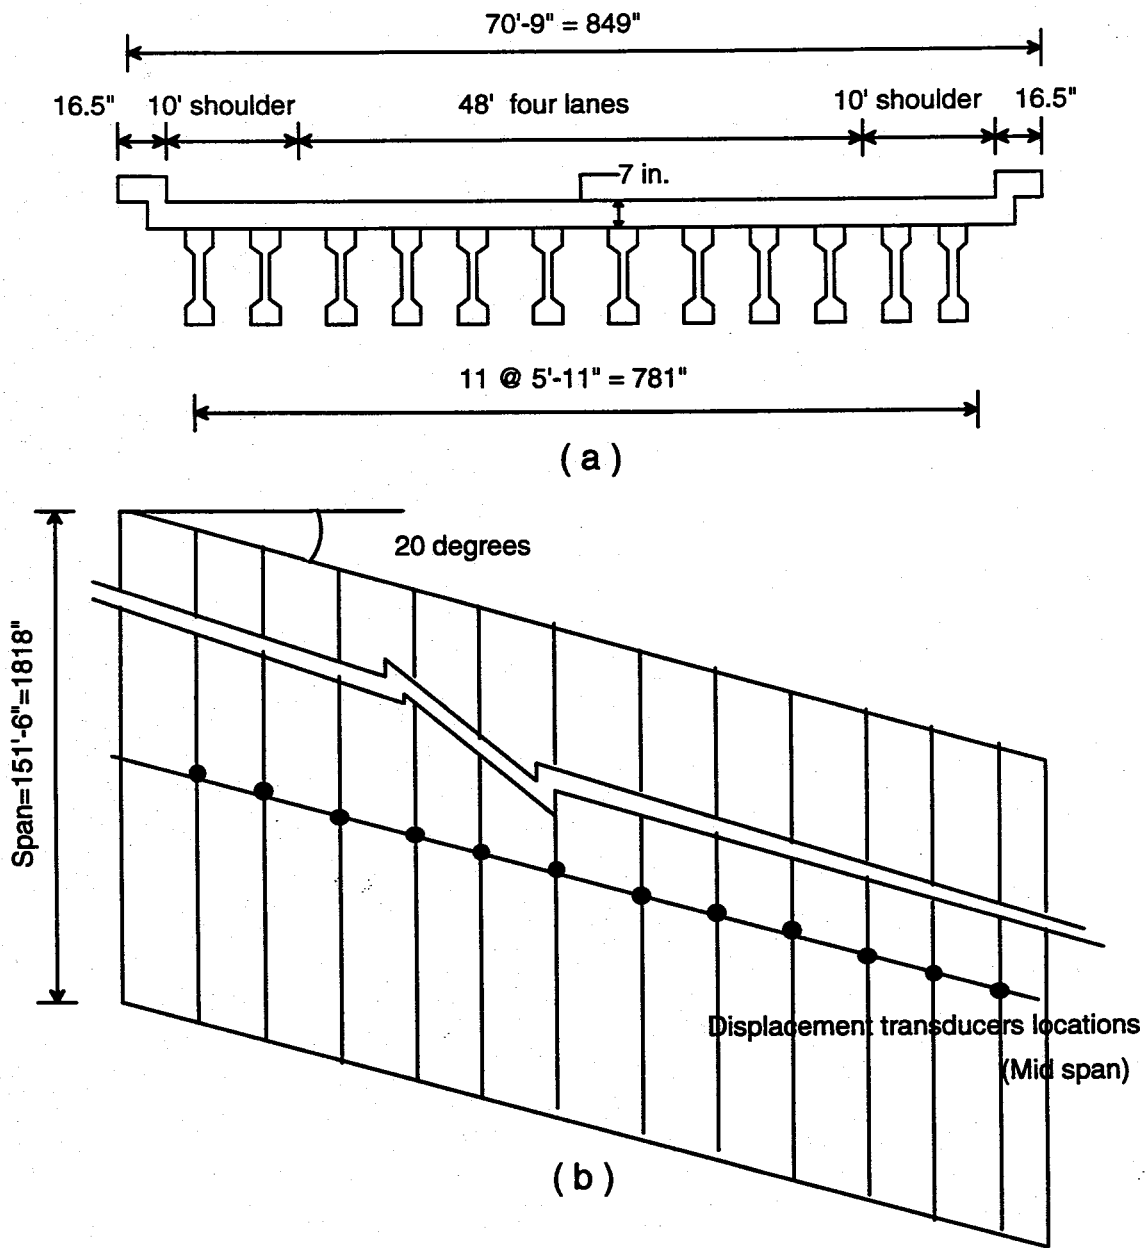 70'-9" = 849"
16.5" 10' shoulder 48' four lanes 10' shoulder 16.5"
7 in.
11 @ 5'-11" = 781"
(a)
20 degrees
Span=151'-6"=1818"
Displacement transducers locations
(Mid span)
(b)